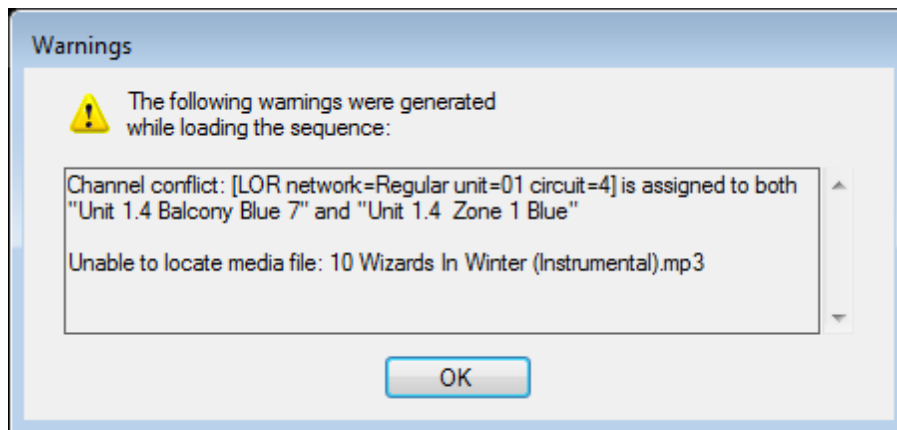 Warnings
The following warnings were generated
while loading the sequence:
Channel conflict: [LOR network=Regular unit=01 circuit=4] is assigned to both
"Unit 1.4 Balcony Blue 7" and "Unit 1.4  Zone 1 Blue"
Unable to locate media file: 10 Wizards In Winter (Instrumental).mp3
OK